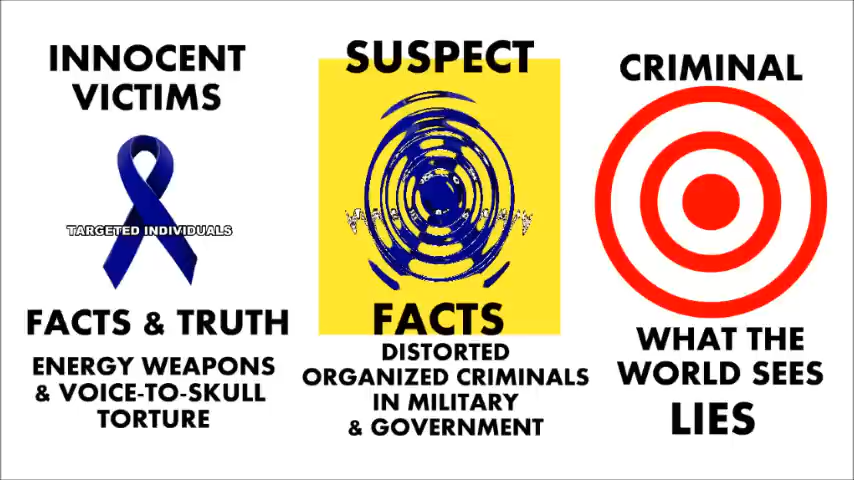 INNOCENT
VICTIMS
TARGETED INDIVIDUALS
FACTS & TRUTH
ENERGY WEAPONS
& VOICE-TO-SKULL
TORTURE
SUSPECT
FACTS
DISTORTED
ORGANIZED CRIMINALS
IN MILITARY
& GOVERNMENT
CRIMINAL
WHAT THE
WORLD SEES
LIES